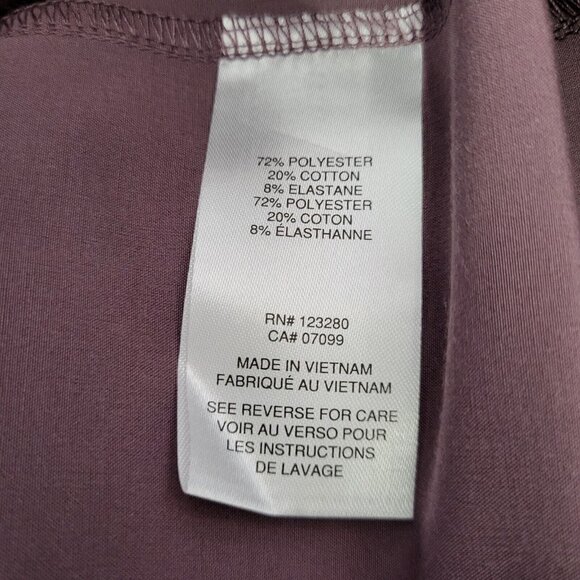 72% POLYESTER
20% COTTON
8% ELASTANE
72% POLYESTER
20% COTON
8% ÉLASTHANNE
RN# 123280
CA# 07099
MADE IN VIETNAM
FABRIQUÉ AU VIETNAM
SEE REVERSE FOR CARE
VOIR AU VERSO POUR
LES INSTRUCTIONS
DE LAVAGE